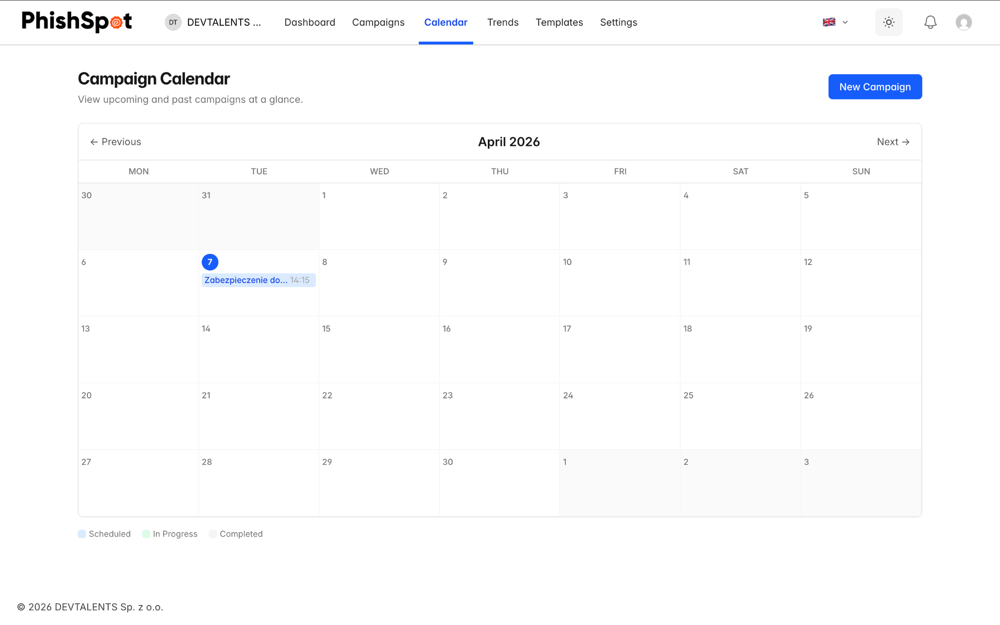 PhishSpot
DT DEVTALENTS ... Dashboard Campaigns Calendar Trends Templates Settings
Campaign Calendar
View upcoming and past campaigns at a glance.
New Campaign
← Previous April 2026 Next →
MON TUE WED THU FRI SAT SUN
30 31 1 2 3 4 5
6 7 8 9 10 11 12
Zabezpieczenie do... 14:15
13 14 15 16 17 18 19
20 21 22 23 24 25 26
27 28 29 30 1 2 3
Scheduled In Progress Completed
© 2026 DEVTALENTS Sp. z o.o.